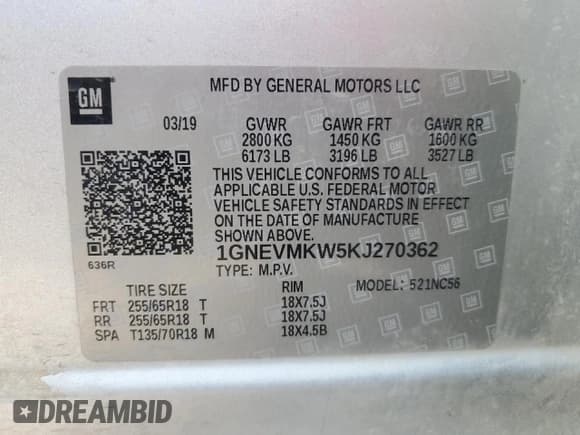 GM
MFD BY GENERAL MOTORS LLC
03/19 GVWR GAWR FRT GAWR RR
2800 KG 1450 KG 1600 KG
6173 LB 3196 LB 3527 LB
THIS VEHICLE CONFORMS TO ALL
APPLICABLE U.S. FEDERAL MOTOR
VEHICLE SAFETY STANDARDS IN EFFECT
ON THE DATE OF MANUFACTURE
SHOWN ABOVE.
636R
1GNEVMKW5KJ270362
TYPE: M.P.V. MODEL: 521NC56
TIRE SIZE RIM
FRT 255/65R18 T 18X7.5J
RR 255/65R18 T 18X7.5J
SPA T135/70R18 M 18X4.5B
DREAMBID